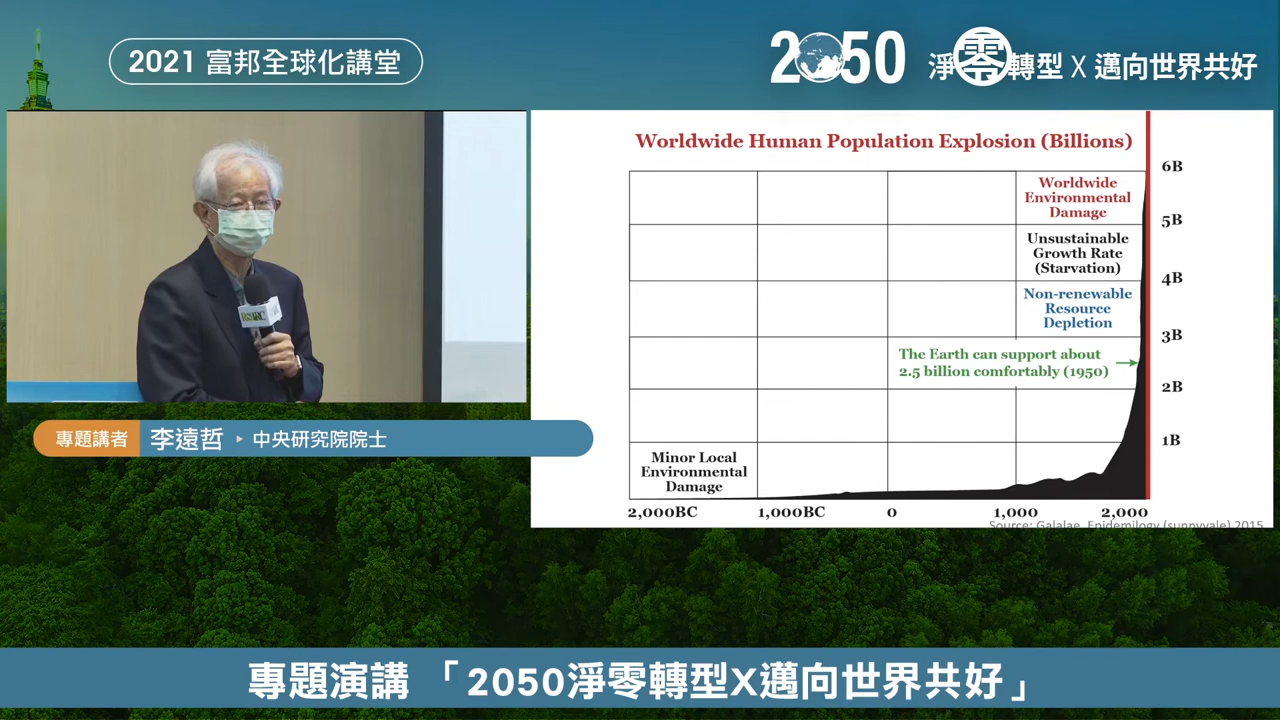 2021 富邦全球化講堂
2050 淨零轉型 X 邁向世界共好
Worldwide Human Population Explosion (Billions)
6B
Worldwide
Environmental
Damage
5B
Unsustainable
Growth Rate
(Starvation)
4B
Non-renewable
Resource
Depletion
3B
The Earth can support about
2.5 billion comfortably (1950)
2B
1B
Minor Local
Environmental
Damage
2,000BC 1,000BC 0 1,000 2,000
Source: Galalae, Epidemilogy (sunnyvale) 2015
專題講者 李遠哲 中央研究院院士
專題演講 「2050淨零轉型X邁向世界共好」